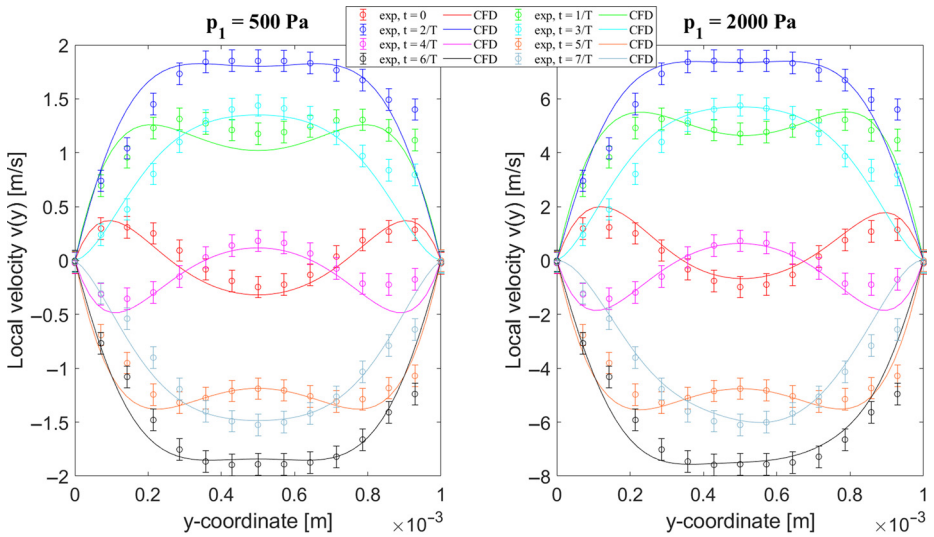 p1 = 500 Pa
p1 = 2000 Pa
exp, t = 0 CFD exp, t = 1/T CFD
exp, t = 2/T CFD exp, t = 3/T CFD
exp, t = 4/T CFD exp, t = 5/T CFD
exp, t = 6/T CFD exp, t = 7/T CFD
Local velocity v(y) [m/s]
2
1.5
1
0.5
0
−0.5
−1
−1.5
−2
0 0.2 0.4 0.6 0.8 1
y-coordinate [m] ×10⁻³
Local velocity v(y) [m/s]
6
4
2
0
−2
−4
−6
−8
0 0.2 0.4 0.6 0.8 1
y-coordinate [m] ×10⁻³